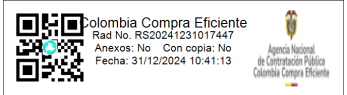 Colombia Compra Eficiente
Rad No. RS20241231017447
Anexos: No Con copia: No
Fecha: 31/12/2024 10:41:13
Agencia Nacional
de Contratación Pública
Colombia Compra Eficiente